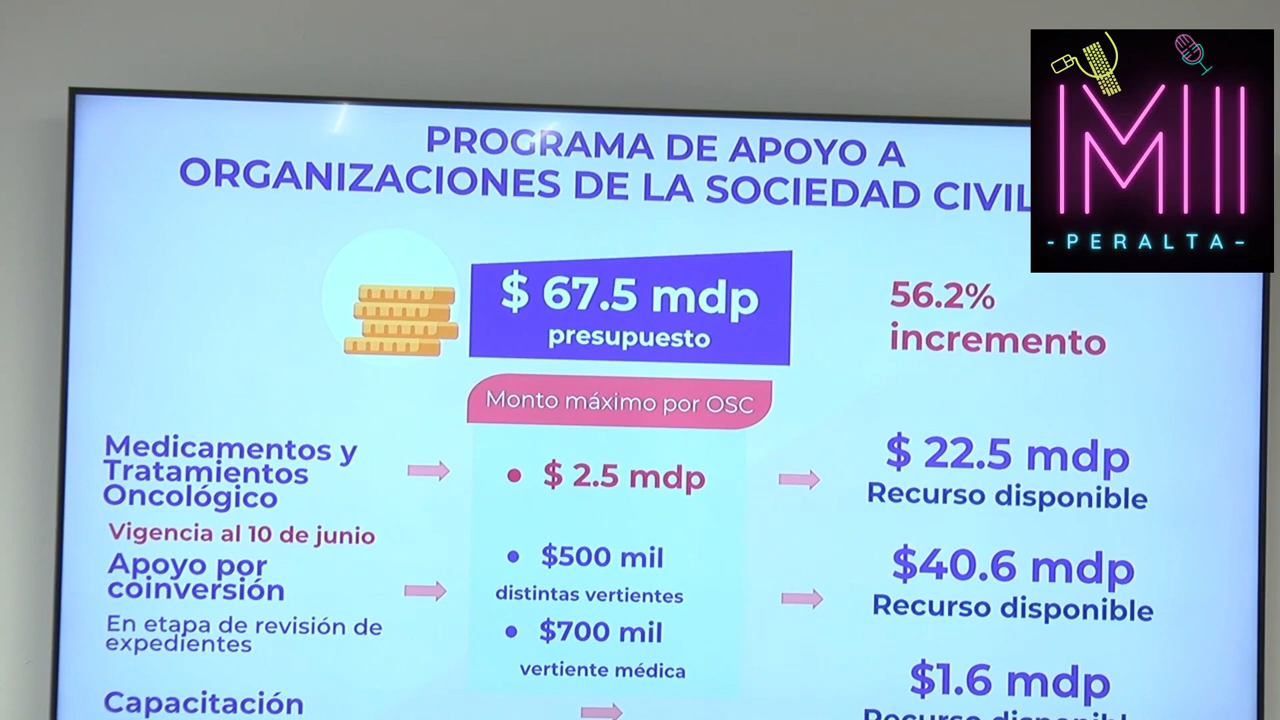 PROGRAMA DE APOYO A
ORGANIZACIONES DE LA SOCIEDAD CIVIL
- PERALTA -
$ 67.5 mdp
presupuesto
56.2%
incremento
Monto máximo por OSC
Medicamentos y
Tratamientos
Oncológico
Vigencia al 10 de junio
• $ 2.5 mdp
$ 22.5 mdp
Recurso disponible
Apoyo por
coinversión
En etapa de revisión de
expedientes
• $500 mil
distintas vertientes
• $700 mil
vertiente médica
$40.6 mdp
Recurso disponible
Capacitación
$1.6 mdp
Recurso disponibl